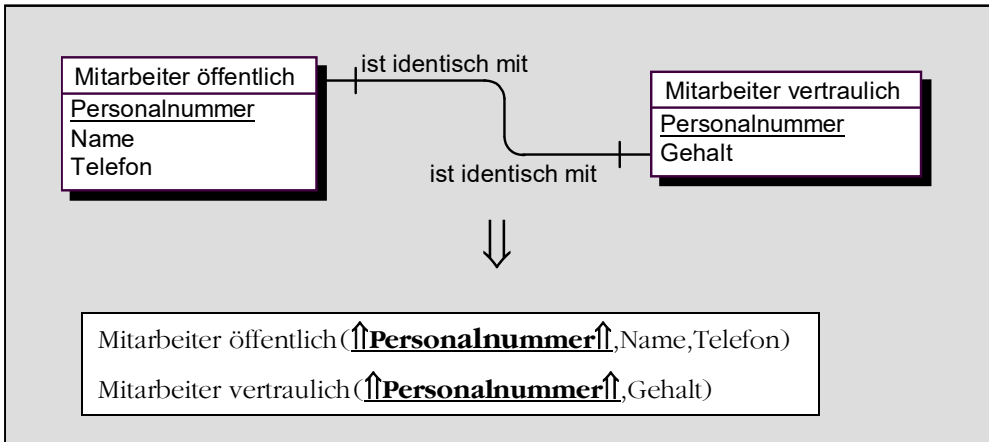 Mitarbeiter öffentlich
Personalnummer
Name
Telefon
ist identisch mit
ist identisch mit
Mitarbeiter vertraulich
Personalnummer
Gehalt
⇓
Mitarbeiter öffentlich(⇑Personalnummer⇑,Name,Telefon)
Mitarbeiter vertraulich(⇑Personalnummer⇑,Gehalt)